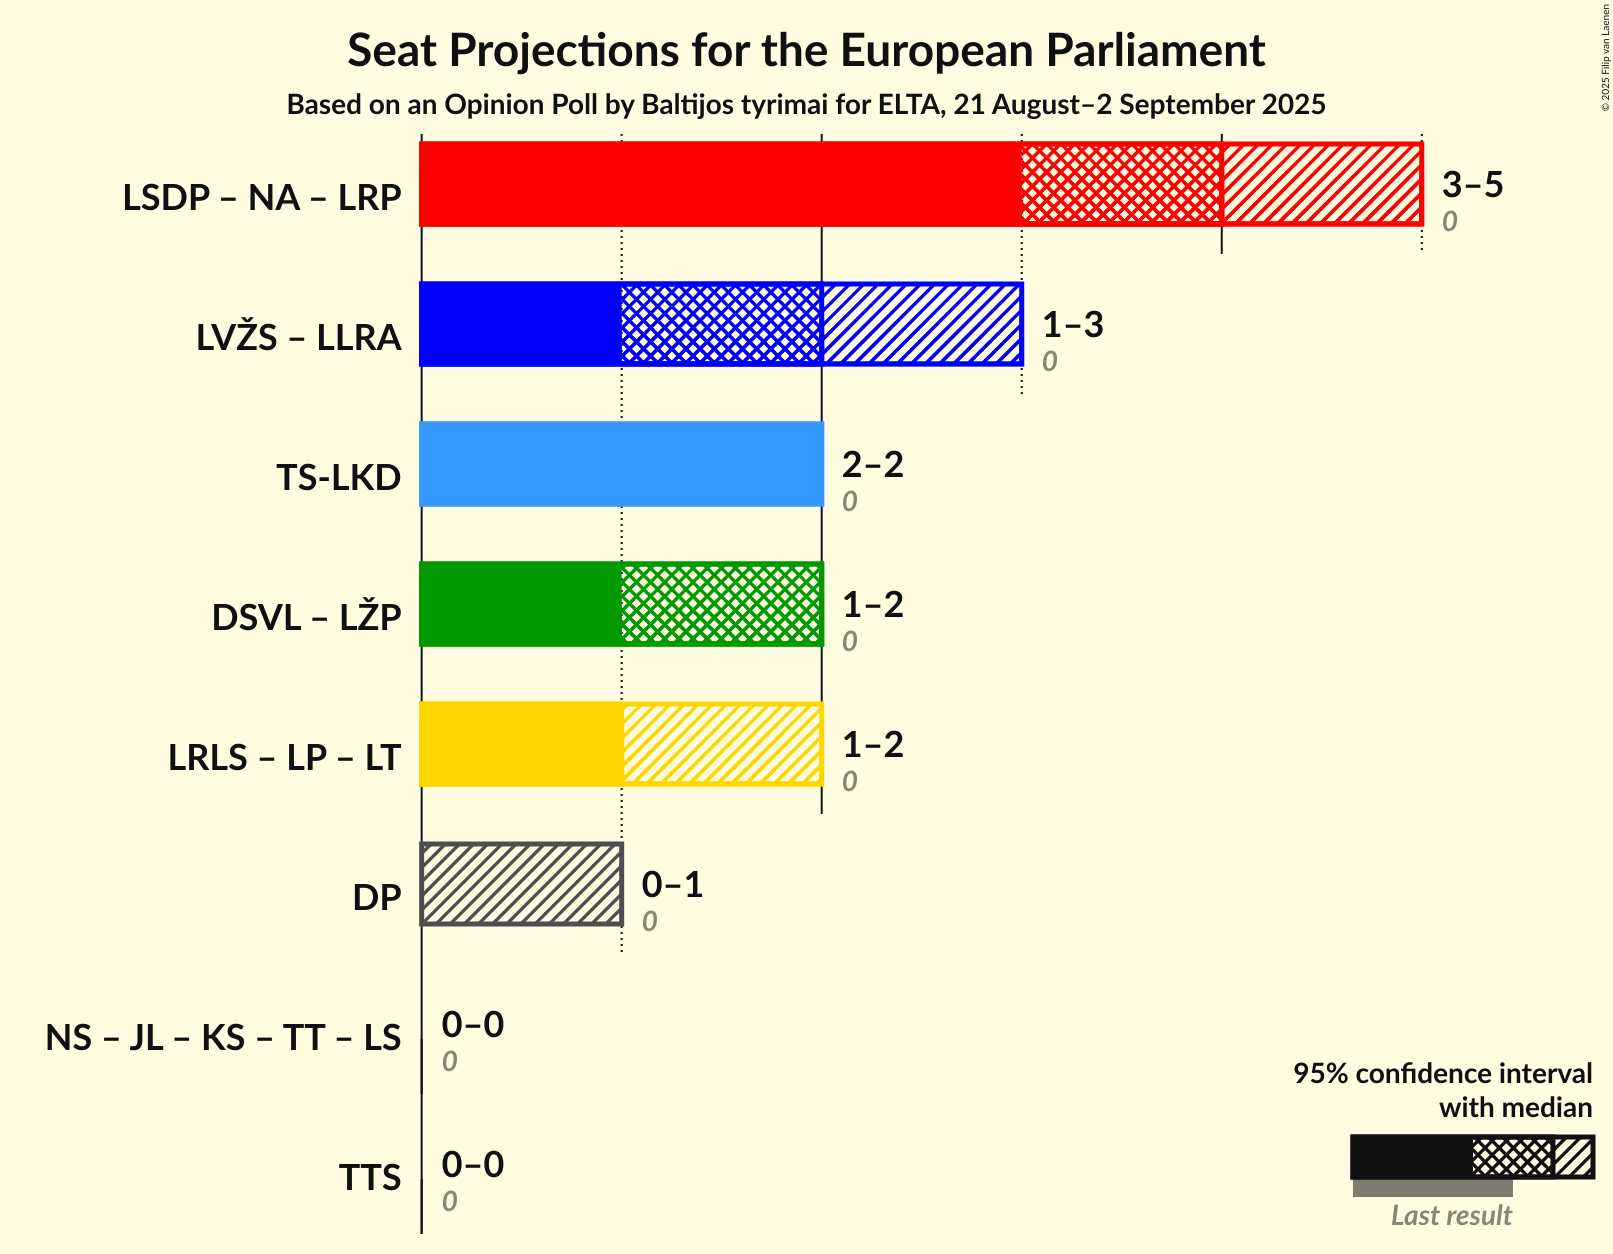 Seat Projections for the European Parliament
Based on an Opinion Poll by Baltijos tyrimai for ELTA, 21 August–2 September 2025
© 2025 Filip van Laenen
LSDP – NA – LRP
3–5
0
LVŽS – LLRA
1–3
0
TS-LKD
2–2
0
DSVL – LŽP
1–2
0
LRLS – LP – LT
1–2
0
DP
0–1
0
NS – JL – KS – TT – LS
0–0
0
TTS
0–0
0
95% confidence interval
with median
Last result